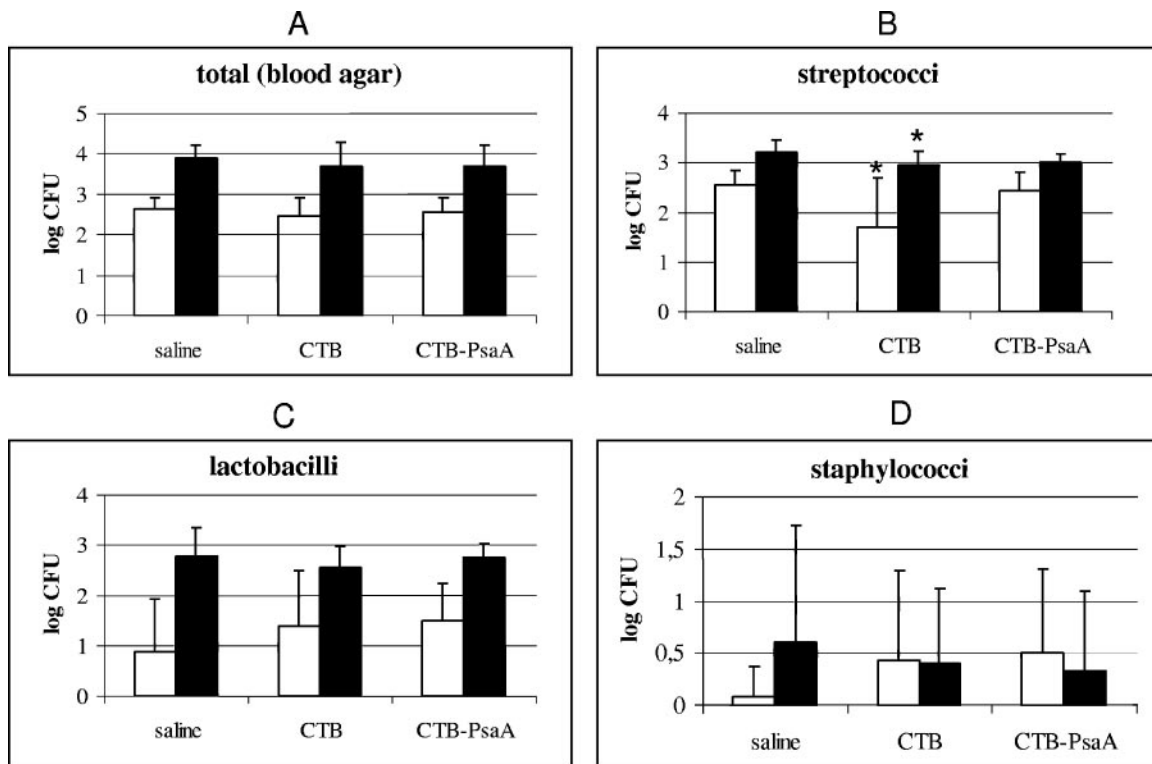 A
total (blood agar)
5
4
3
2
1
0
log CFU
saline CTB CTB-PsaA
B
streptococci
4
3
2
1
0
log CFU
*
*
saline CTB CTB-PsaA
C
lactobacilli
4
3
2
1
0
log CFU
saline CTB CTB-PsaA
D
staphylococci
2
1,5
1
0,5
0
log CFU
saline CTB CTB-PsaA